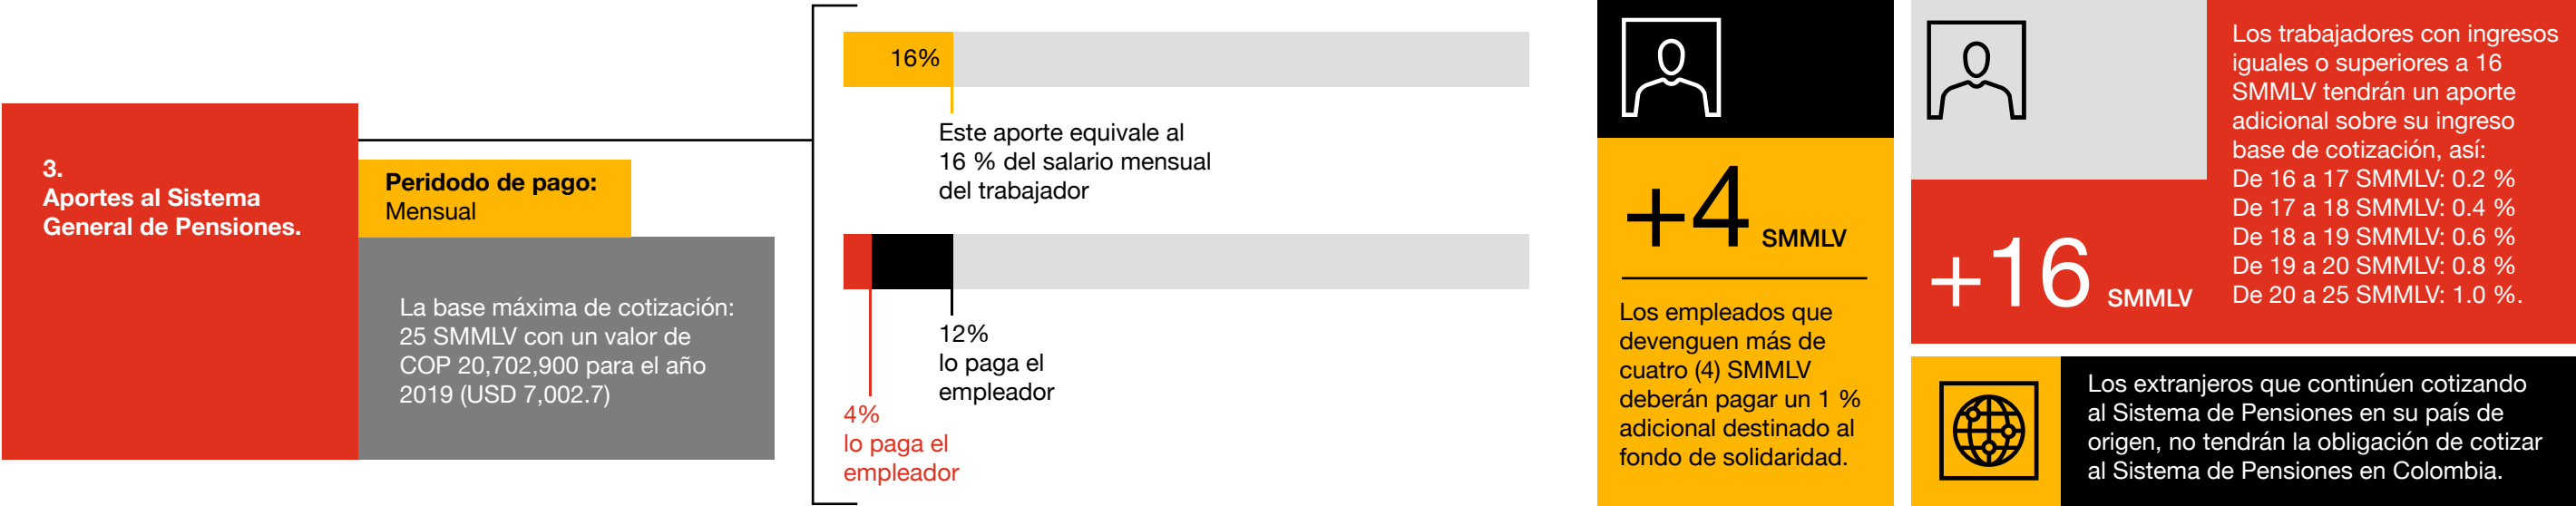 3.
Aportes al Sistema
General de Pensiones.
Peridodo de pago:
Mensual
La base máxima de cotización:
25 SMMLV con un valor de
COP 20,702,900 para el año
2019 (USD 7,002.7)
16%
Este aporte equivale al
16 % del salario mensual
del trabajador
12%
lo paga el
empleador
4%
lo paga el
empleador
+4 SMMLV
Los empleados que
devenguen más de
cuatro (4) SMMLV
deberán pagar un 1 %
adicional destinado al
fondo de solidaridad.
+16 SMMLV
Los trabajadores con ingresos
iguales o superiores a 16
SMMLV tendrán un aporte
adicional sobre su ingreso
base de cotización, así:
De 16 a 17 SMMLV: 0.2 %
De 17 a 18 SMMLV: 0.4 %
De 18 a 19 SMMLV: 0.6 %
De 19 a 20 SMMLV: 0.8 %
De 20 a 25 SMMLV: 1.0 %.
Los extranjeros que continúen cotizando
al Sistema de Pensiones en su país de
origen, no tendrán la obligación de cotizar
al Sistema de Pensiones en Colombia.